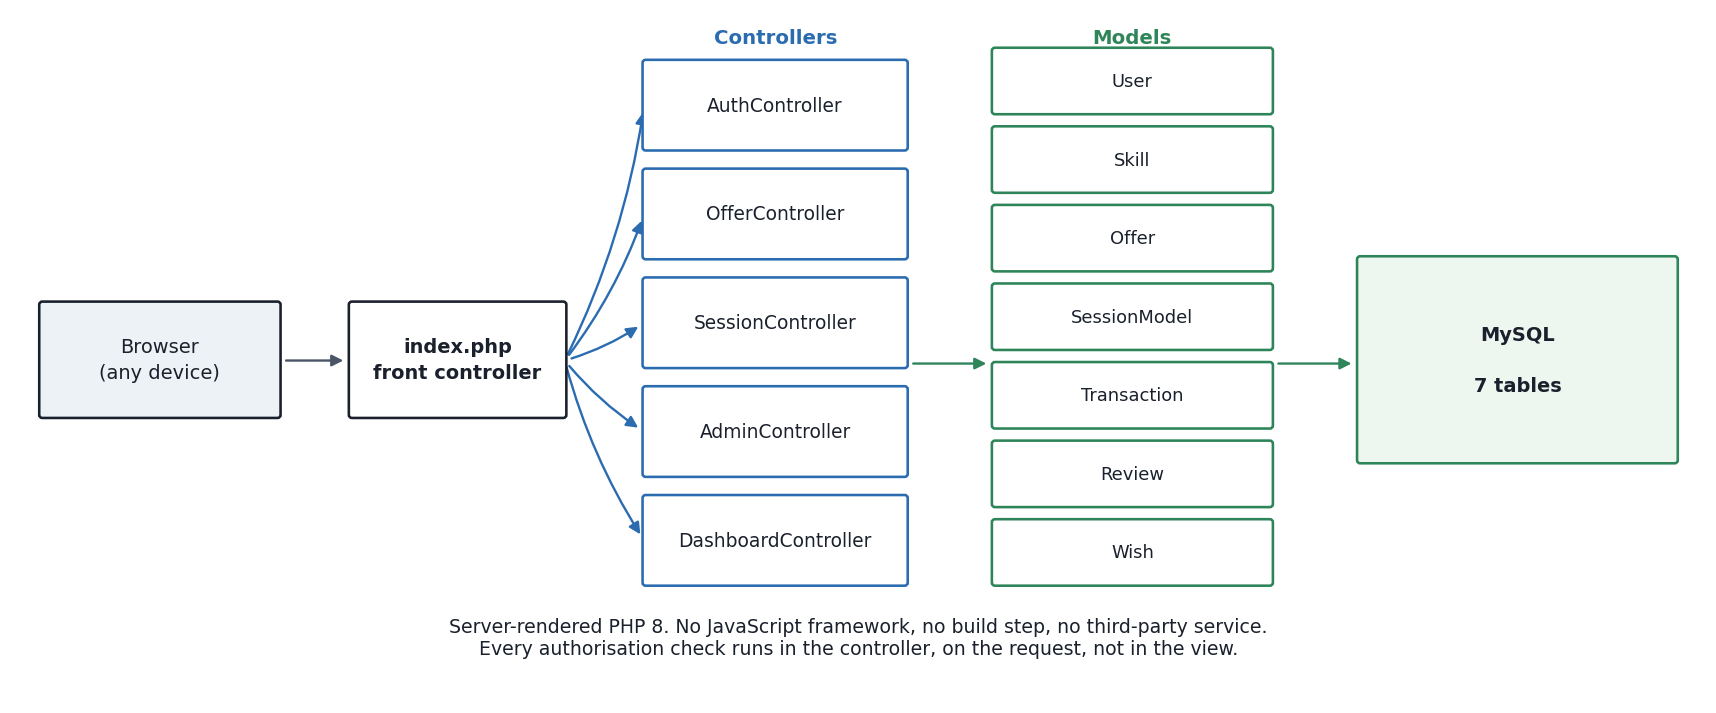 Controllers
Models
Browser
(any device)
index.php
front controller
AuthController
OfferController
SessionController
AdminController
DashboardController
User
Skill
Offer
SessionModel
Transaction
Review
Wish
MySQL
7 tables
Server-rendered PHP 8. No JavaScript framework, no build step, no third-party service.
Every authorisation check runs in the controller, on the request, not in the view.